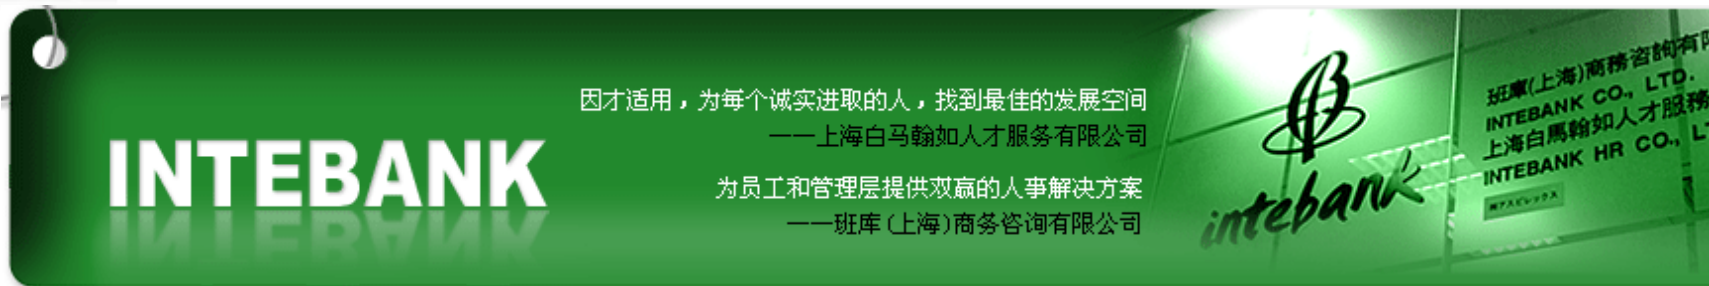 INTEBANK
因才适用，为每个诚实进取的人，找到最佳的发展空间
——上海白马翰如人才服务有限公司
为员工和管理层提供双赢的人事解决方案
——班库(上海)商务咨询有限公司
intebank
班庫(上海)商務咨詢有限
INTEBANK CO., LTD.
上海白馬翰如人才服務
INTEBANK HR CO., L